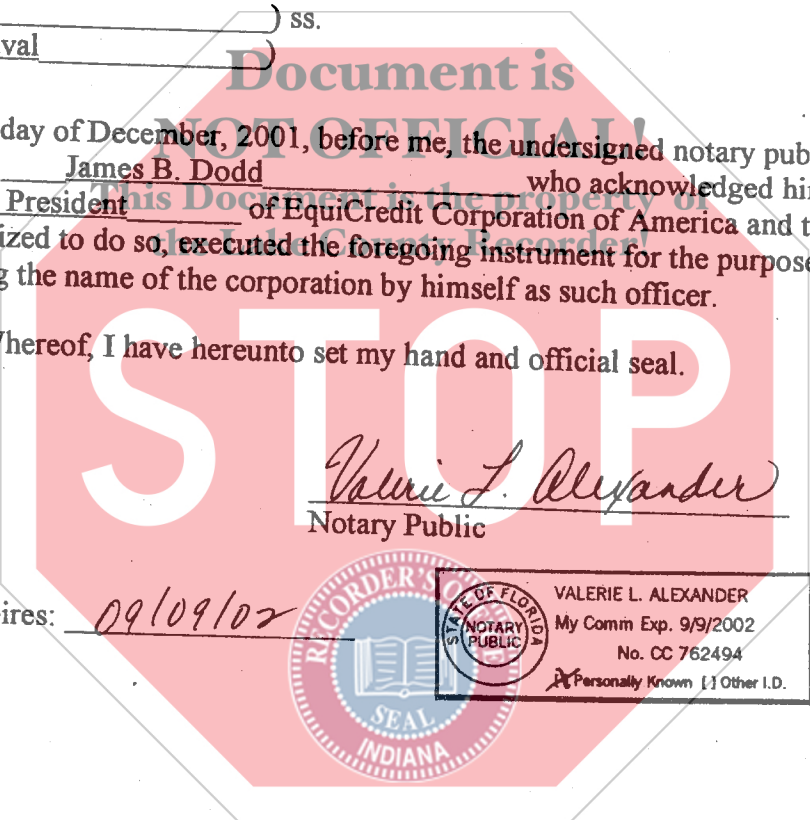 ) ss.
val )
Document is
NOT OFFICIAL!
This Document is the property of
the Lake County Recorder!
day of December, 2001, before me, the undersigned notary pub
James B. Dodd who acknowledged hi
President of EquiCredit Corporation of America and t
ized to do so, executed the foregoing instrument for the purpose
g the name of the corporation by himself as such officer.
Whereof, I have hereunto set my hand and official seal.
STOP
Valerie L. Alexander
Notary Public
ires: 09/09/02
RECORDER'S OFFICE
SEAL
INDIANA
STATE OF FLORIDA
NOTARY
PUBLIC
VALERIE L. ALEXANDER
My Comm Exp. 9/9/2002
No. CC 762494
[X] Personally Known [ ] Other I.D.